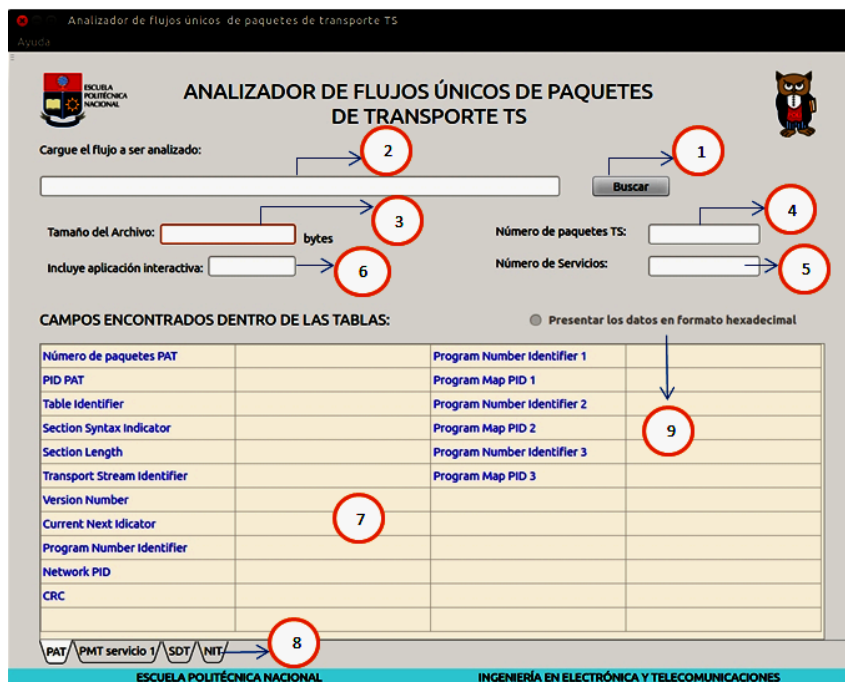 Analizador de flujos únicos de paquetes de transporte TS
Ayuda
ESCUELA
POLITÉCNICA
NACIONAL
ANALIZADOR DE FLUJOS ÚNICOS DE PAQUETES
DE TRANSPORTE TS
Cargue el flujo a ser analizado:
2
1
Buscar
3
4
Tamaño del Archivo:
bytes
Número de paquetes TS:
Incluye aplicación interactiva:
6
Número de Servicios:
5
CAMPOS ENCONTRADOS DENTRO DE LAS TABLAS:
Presentar los datos en formato hexadecimal
Número de paquetes PAT
Program Number Identifier 1
PID PAT
Program Map PID 1
Table Identifier
Program Number Identifier 2
Section Syntax Indicator
Program Map PID 2
9
Section Length
Program Number Identifier 3
Transport Stream Identifier
Program Map PID 3
Version Number
7
Current Next Idicator
Program Number Identifier
Network PID
CRC
PAT
PMT servicio 1
SDT
NIT
8
ESCUELA POLITÉCNICA NACIONAL
INGENIERÍA EN ELECTRÓNICA Y TELECOMUNICACIONES